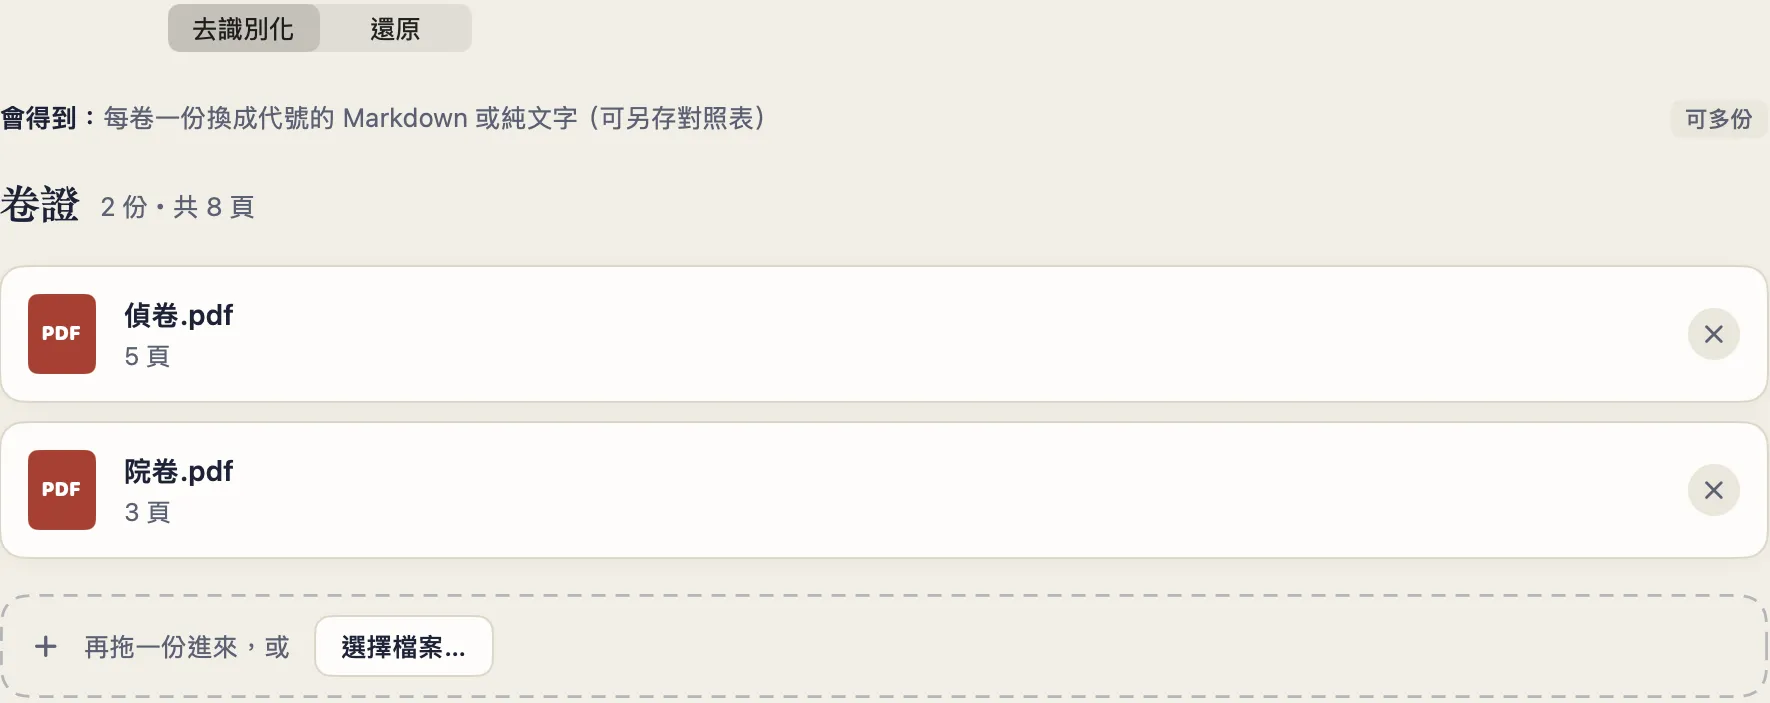 去識別化 還原
會得到：每卷一份換成代號的 Markdown 或純文字（可另存對照表） 可多份
卷證 2 份・共 8 頁
PDF 偵卷.pdf
5 頁
PDF 院卷.pdf
3 頁
再拖一份進來，或 選擇檔案...